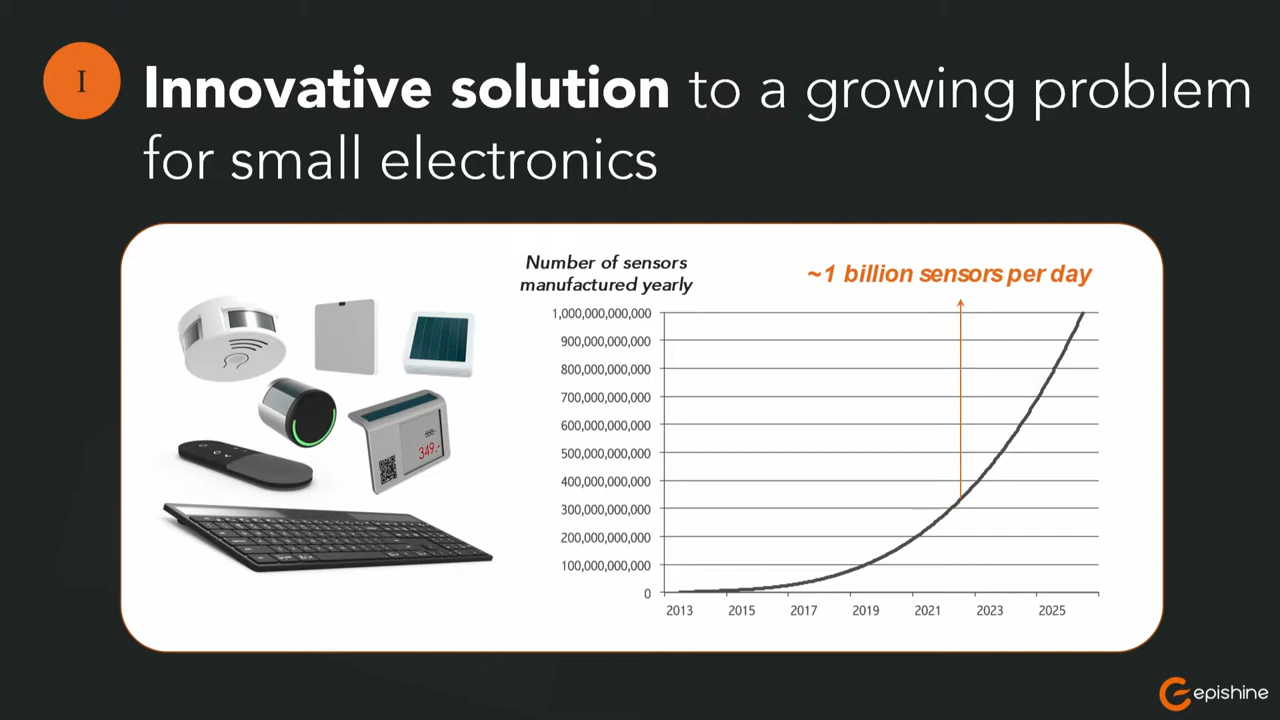 I
Innovative solution to a growing problem
for small electronics
Number of sensors
manufactured yearly
~1 billion sensors per day
1,000,000,000,000
900,000,000,000
800,000,000,000
700,000,000,000
600,000,000,000
500,000,000,000
400,000,000,000
300,000,000,000
200,000,000,000
100,000,000,000
0
2013 2015 2017 2019 2021 2023 2025
349.-
epishine